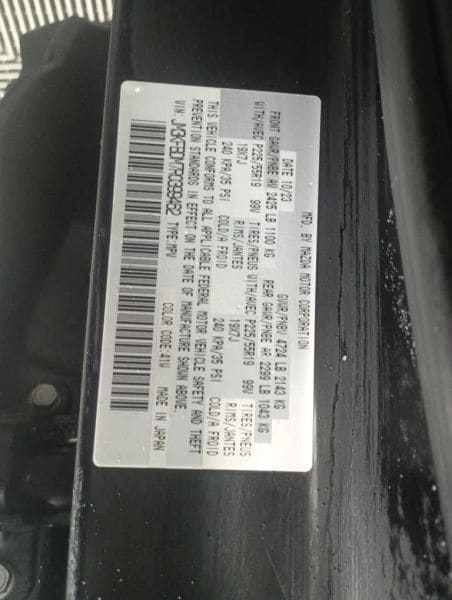 MFD. BY MAZDA MOTOR CORPORATION
DATE 10/23 GVWR/PNBV 4724 LB 2143 KG
FRONT GAWR/PNBE AV 2425 LB 1100 KG REAR GAWR/PNBE AR 2299 LB 1043 KG
WITH/AVEC P225/55R19 99V TIRES/PNEUS WITH/AVEC P225/55R19 99V TIRES/PNEUS
19X7J RIMS/JANTES 19X7J RIMS/JANTES
240 KPA/35 PSI COLD/A FROID 240 KPA/35 PSI COLD/A FROID
THIS VEHICLE CONFORMS TO ALL APPLICABLE FEDERAL MOTOR VEHICLE SAFETY AND THEFT
PREVENTION STANDARDS IN EFFECT ON THE DATE OF MANUFACTURE SHOWN ABOVE.
VIN: JM3KFBDM7R0399462 TYPE:MPV COLOR CODE:41W MADE IN JAPAN